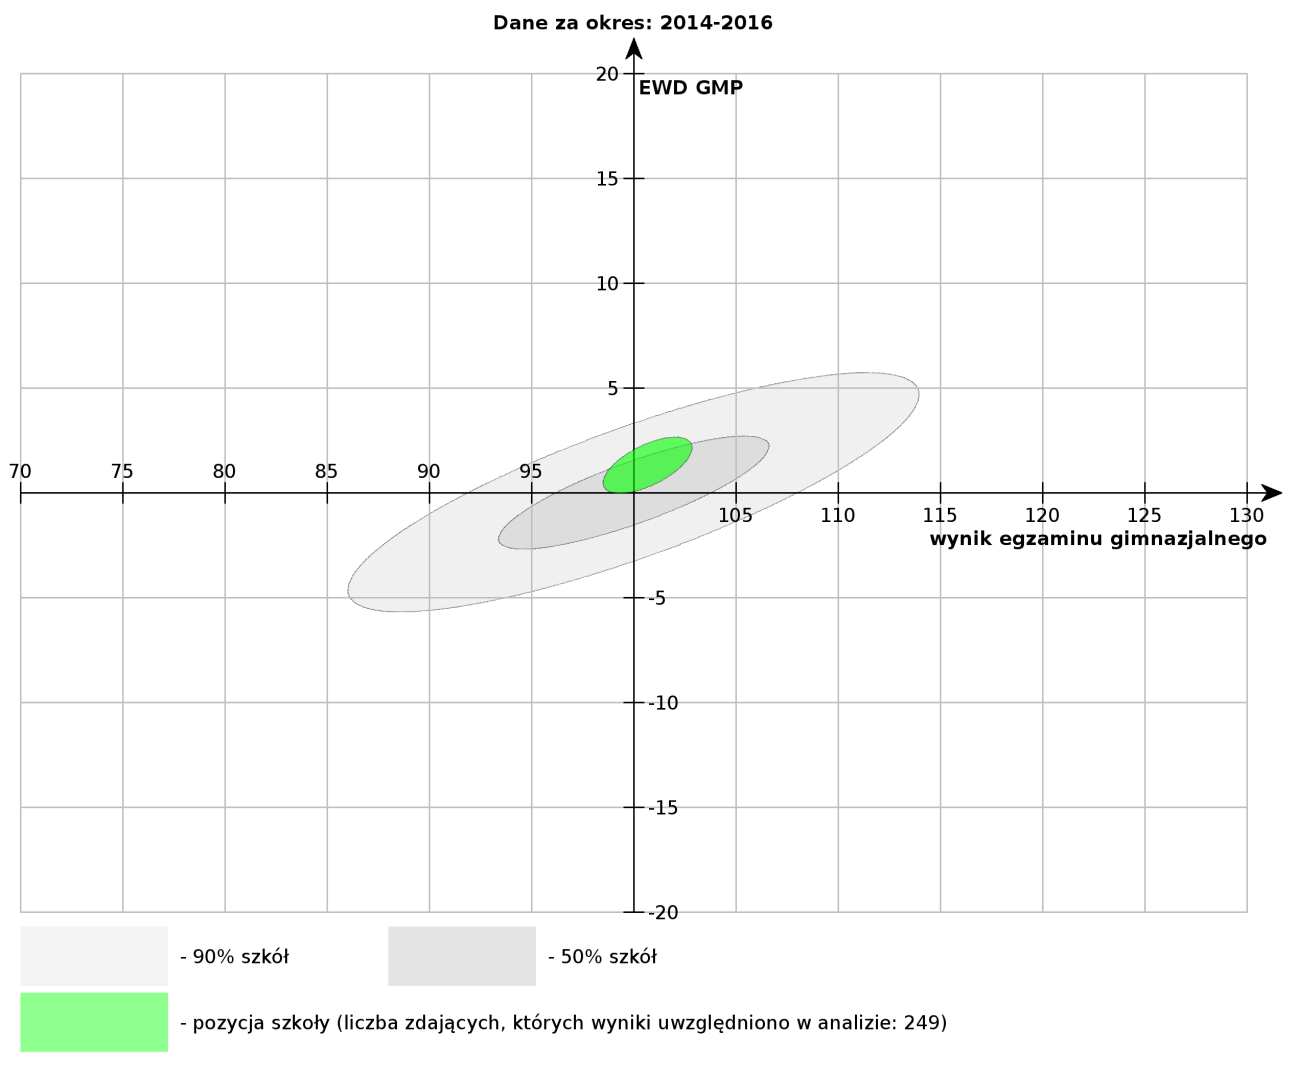 Dane za okres: 2014-2016
20
EWD GMP
15
10
5
70 75 80 85 90 95
105 110 115 120 125 130
wynik egzaminu gimnazjalnego
-5
-10
-15
-20
- 90% szkół - 50% szkół
- pozycja szkoły (liczba zdających, których wyniki uwzględniono w analizie: 249)